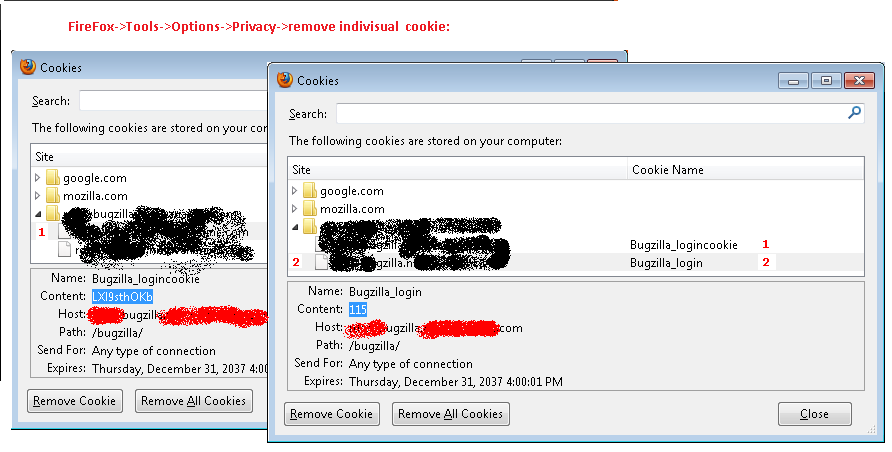 FireFox->Tools->Options->Privacy->remove indivisual cookie:
Cookies
Search:
The following cookies are stored on your com
Site
google.com
mozilla.com
bugzilla
1
Name: Bugzilla_logincookie
Content: LXI9sthOKb
Host: bugzilla
Path: /bugzilla/
Send For: Any type of connection
Expires: Thursday, December 31, 2037 4:00
Remove Cookie Remove All Cookies
Cookies
Search:
The following cookies are stored on your computer:
Site Cookie Name
google.com
mozilla.com
Bugzilla_logincookie 1
2 bugzilla Bugzilla_login 2
Name: Bugzilla_login
Content: 115
Host: ugzilla com
Path: /bugzilla/
Send For: Any type of connection
Expires: Thursday, December 31, 2037 4:00:01 PM
Remove Cookie Remove All Cookies Close